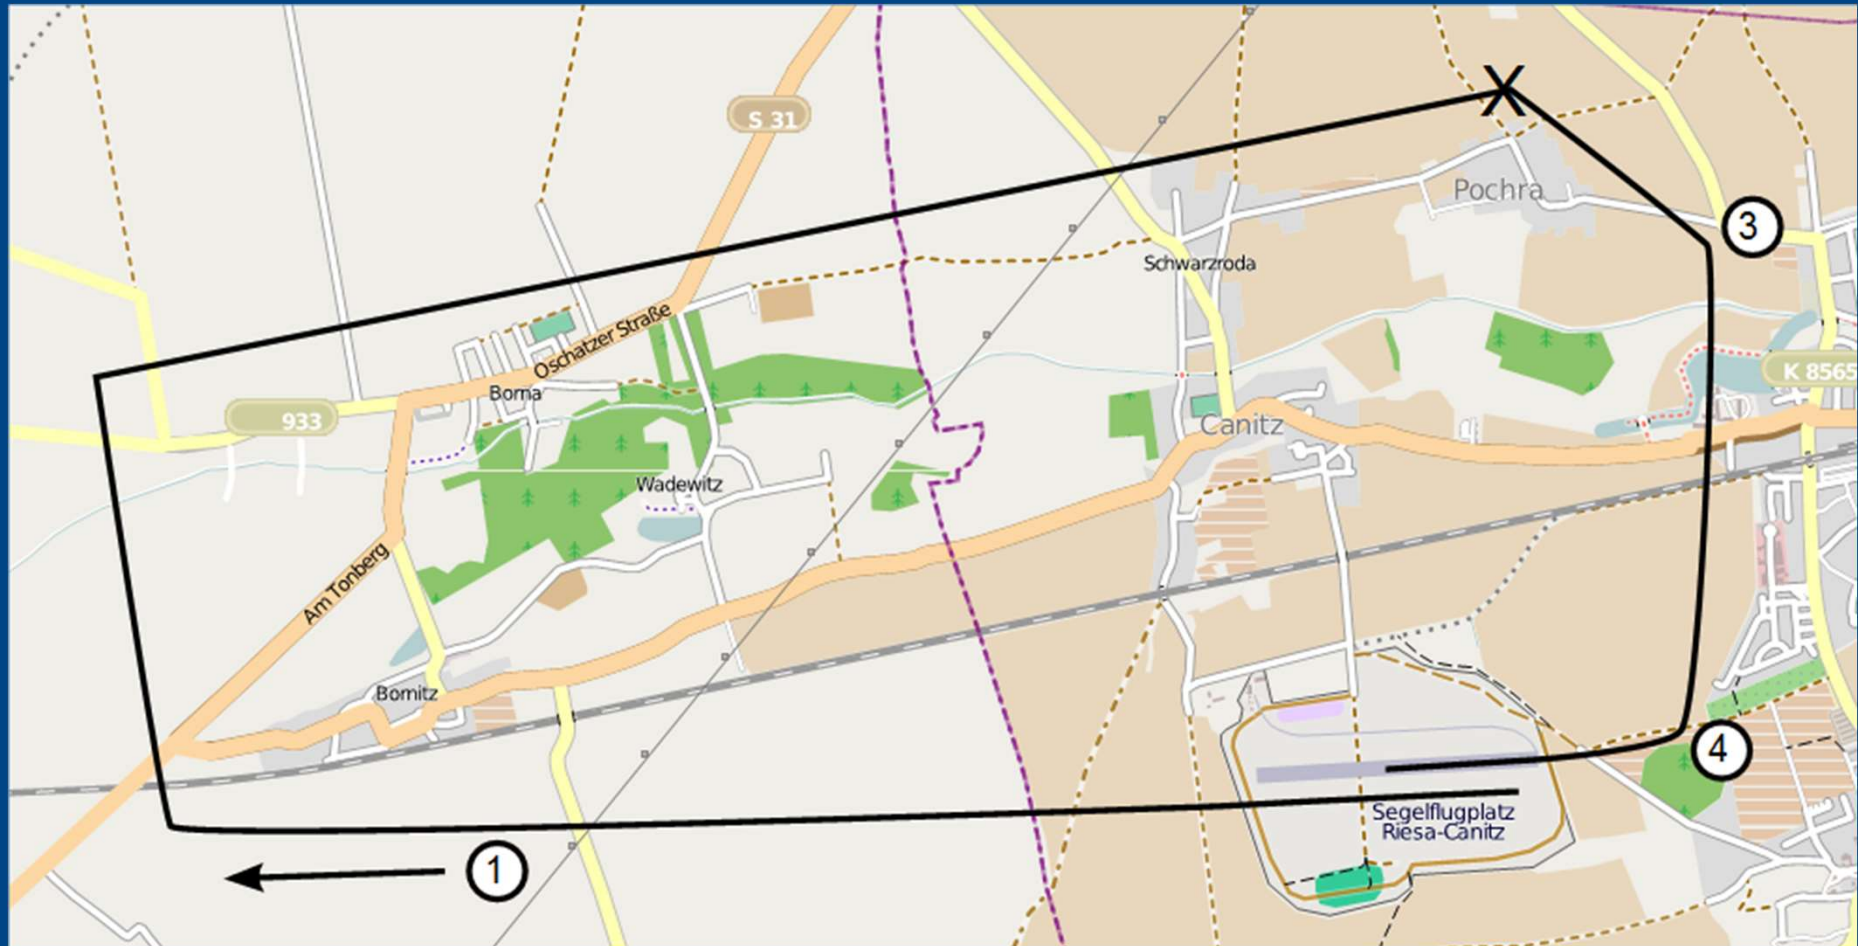 X
S 31
Pochra
3
Schwarzroda
Oschatzer Straße
Borna
K 8565
933
Canitz
Wadewitz
Am Tonberg
Bornitz
4
Segelflugplatz
Riesa-Canitz
1